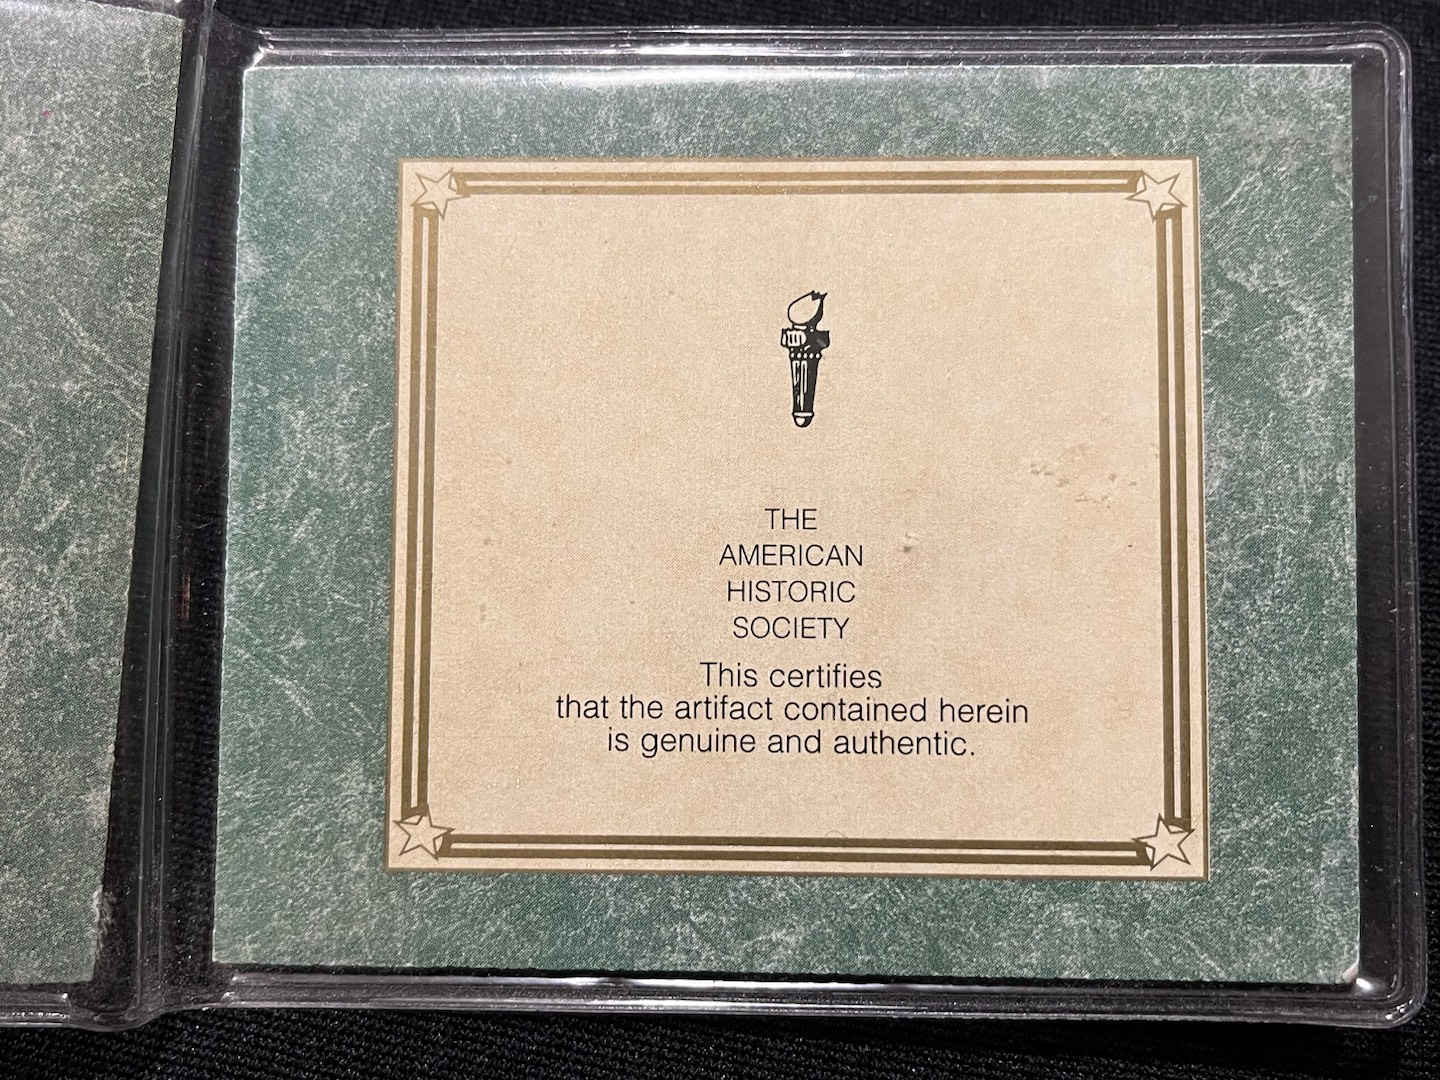 THE
AMERICAN
HISTORIC
SOCIETY
This certifies
that the artifact contained herein
is genuine and authentic.